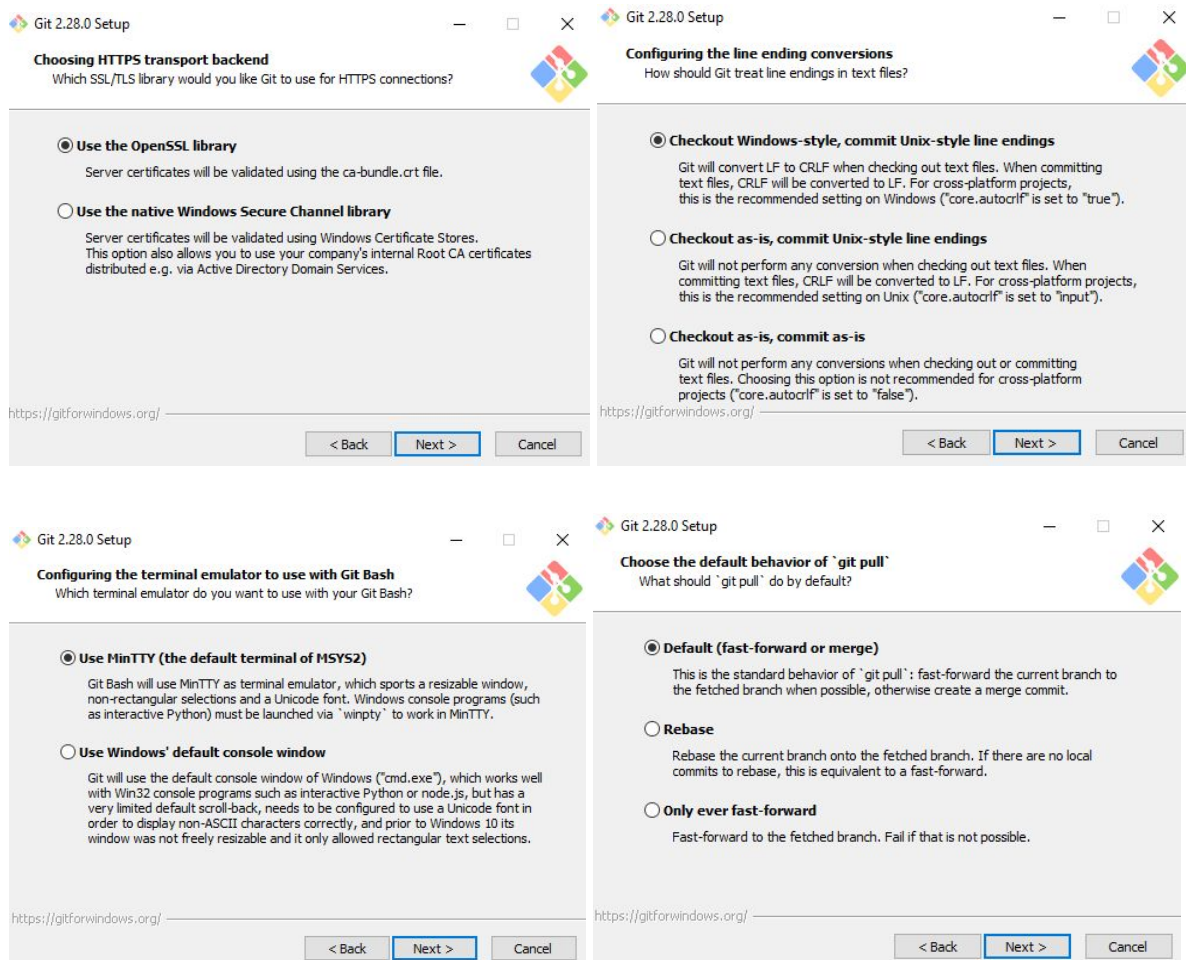 Git 2.28.0 Setup
Choosing HTTPS transport backend
Which SSL/TLS library would you like Git to use for HTTPS connections?
Use the OpenSSL library
Server certificates will be validated using the ca-bundle.crt file.
Use the native Windows Secure Channel library
Server certificates will be validated using Windows Certificate Stores.
This option also allows you to use your company's internal Root CA certificates
distributed e.g. via Active Directory Domain Services.
https://gitforwindows.org/
< Back Next > Cancel
Git 2.28.0 Setup
Configuring the line ending conversions
How should Git treat line endings in text files?
Checkout Windows-style, commit Unix-style line endings
Git will convert LF to CRLF when checking out text files. When committing
text files, CRLF will be converted to LF. For cross-platform projects,
this is the recommended setting on Windows ("core.autocrlf" is set to "true").
Checkout as-is, commit Unix-style line endings
Git will not perform any conversion when checking out text files. When
committing text files, CRLF will be converted to LF. For cross-platform projects,
this is the recommended setting on Unix ("core.autocrlf" is set to "input").
Checkout as-is, commit as-is
Git will not perform any conversions when checking out or committing
text files. Choosing this option is not recommended for cross-platform
projects ("core.autocrlf" is set to "false").
https://gitforwindows.org/
< Back Next > Cancel
Git 2.28.0 Setup
Configuring the terminal emulator to use with Git Bash
Which terminal emulator do you want to use with your Git Bash?
Use MinTTY (the default terminal of MSYS2)
Git Bash will use MinTTY as terminal emulator, which sports a resizable window,
non-rectangular selections and a Unicode font. Windows console programs (such
as interactive Python) must be launched via `winpty` to work in MinTTY.
Use Windows' default console window
Git will use the default console window of Windows ("cmd.exe"), which works well
with Win32 console programs such as interactive Python or node.js, but has a
very limited default scroll-back, needs to be configured to use a Unicode font in
order to display non-ASCII characters correctly, and prior to Windows 10 its
window was not freely resizable and it only allowed rectangular text selections.
https://gitforwindows.org/
< Back Next > Cancel
Git 2.28.0 Setup
Choose the default behavior of `git pull`
What should `git pull` do by default?
Default (fast-forward or merge)
This is the standard behavior of `git pull`: fast-forward the current branch to
the fetched branch when possible, otherwise create a merge commit.
Rebase
Rebase the current branch onto the fetched branch. If there are no local
commits to rebase, this is equivalent to a fast-forward.
Only ever fast-forward
Fast-forward to the fetched branch. Fail if that is not possible.
https://gitforwindows.org/
< Back Next > Cancel